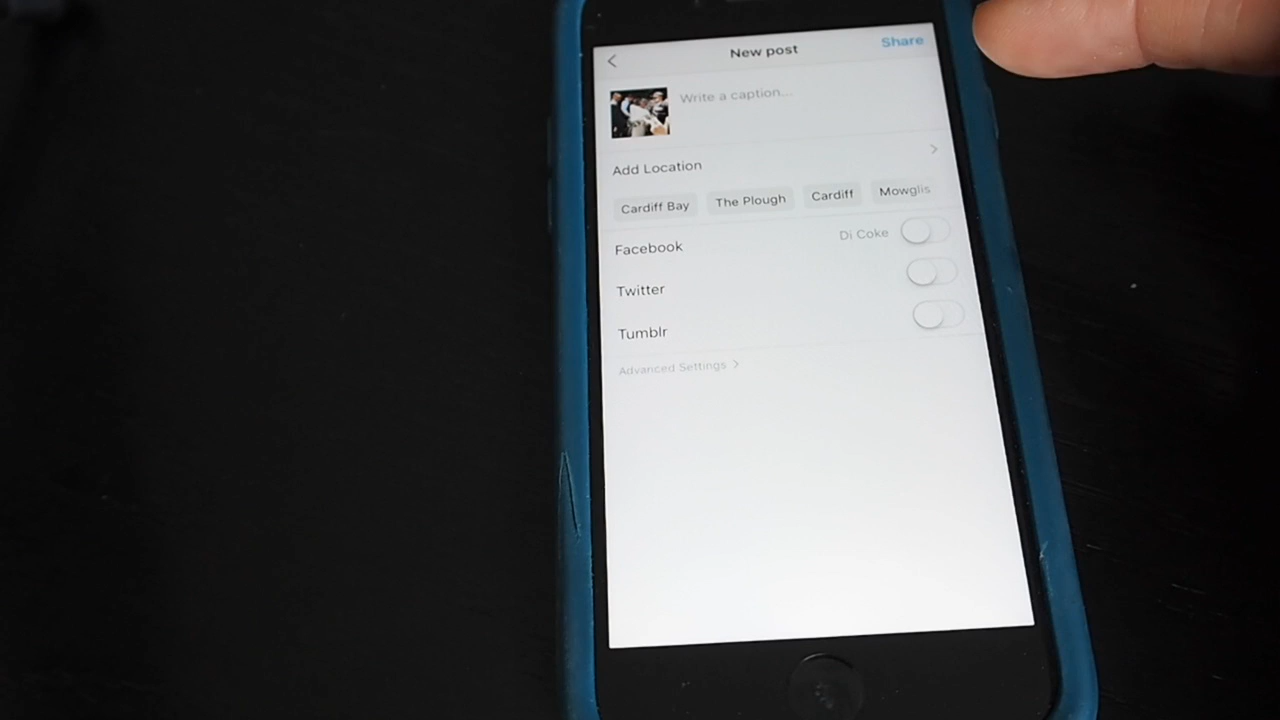 New post
Share
Write a caption...
Add Location
Cardiff Bay
The Plough
Cardiff
Mowglis
Facebook
Di Coke
Twitter
Tumblr
Advanced Settings